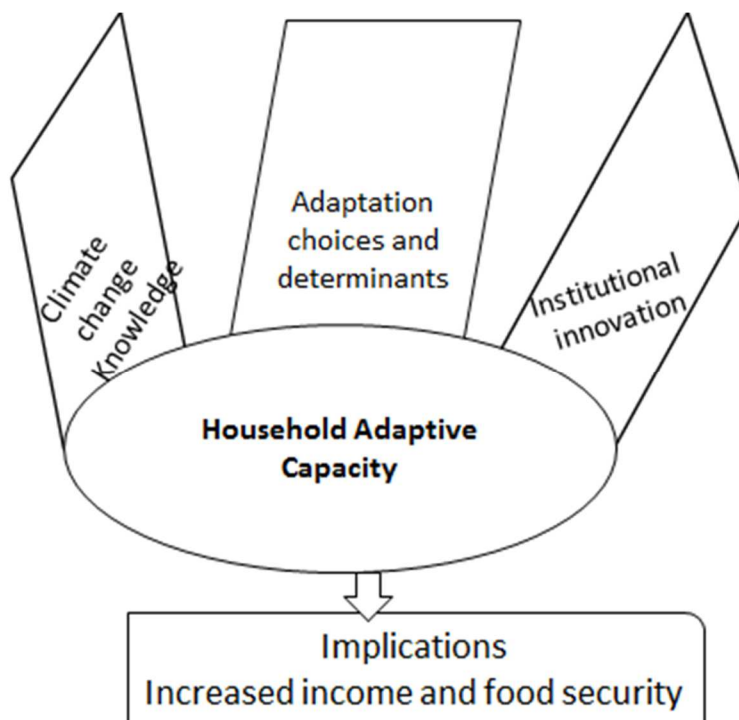 Climate
change
Knowledge
Adaptation
choices and
determinants
Institutional
innovation
Household Adaptive
Capacity
Implications
Increased income and food security